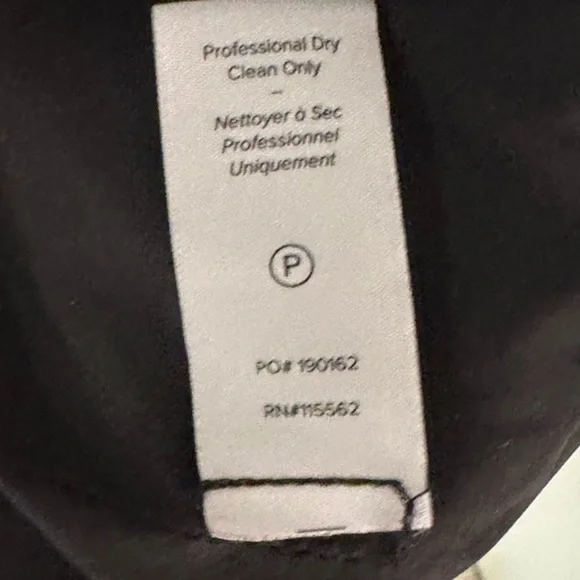 Professional Dry
Clean Only
–
Nettoyer à Sec
Professionnel
Uniquement
P
PO# 190162
RN#115562